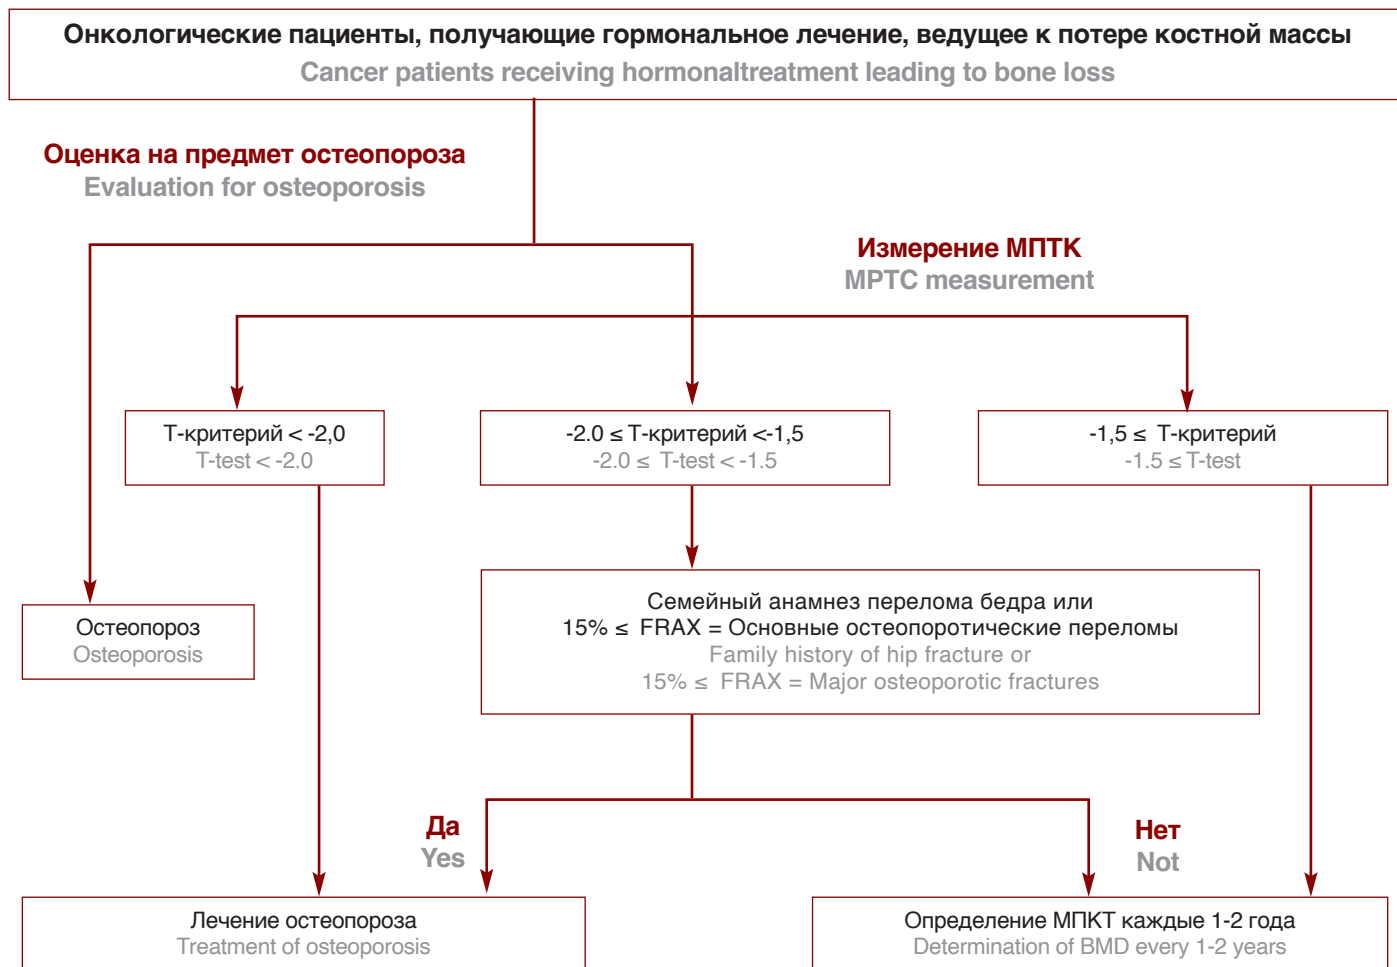 Онкологические пациенты, получающие гормональное лечение, ведущее к потере костной массы
Cancer patients receiving hormonaltreatment leading to bone loss
Оценка на предмет остеопороза
Evaluation for osteoporosis
Измерение МПТК
MPTC measurement
Т-критерий < -2,0
T-test < -2.0
-2.0 ≤ Т-критерий <-1,5
-2.0 ≤ T-test < -1.5
-1,5 ≤ Т-критерий
-1.5 ≤ T-test
Семейный анамнез перелома бедра или
15% ≤ FRAX = Основные остеопоротические переломы
Family history of hip fracture or
15% ≤ FRAX = Major osteoporotic fractures
Остеопороз
Osteoporosis
Да
Yes
Нет
Not
Лечение остеопороза
Treatment of osteoporosis
Определение МПКТ каждые 1-2 года
Determination of BMD every 1-2 years